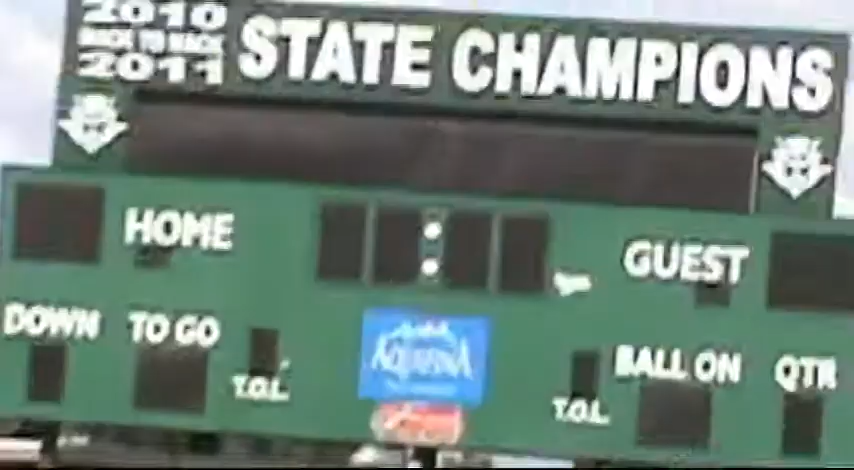 2010
BACK TO BACK
2011
STATE CHAMPIONS
HOME
GUEST
DOWN
TO GO
T.O.L.
AQUAFINA
T.O.L.
BALL ON
QTR